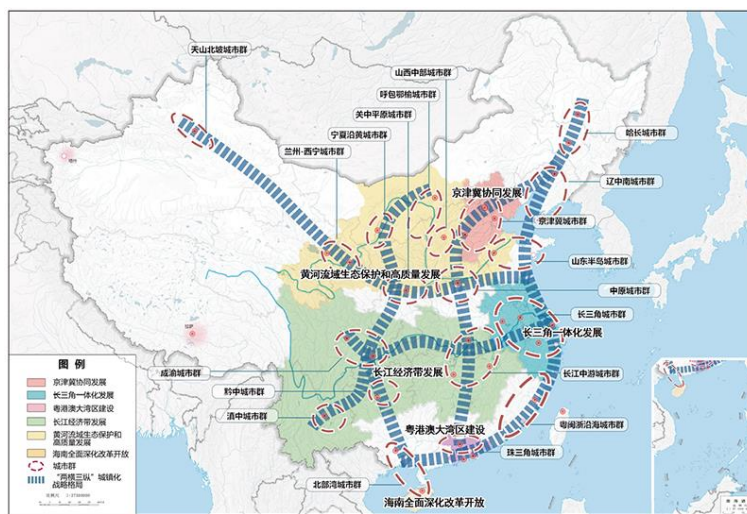 天山北坡城市群
山西中部城市群
呼包鄂榆城市群
关中平原城市群
宁夏沿黄城市群
兰州-西宁城市群
哈长城市群
辽中南城市群
京津冀协同发展
京津冀城市群
山东半岛城市群
黄河流域生态保护和高质量发展
中原城市群
长三角城市群
长三角一体化发展
成渝城市群
长江经济带发展
长江中游城市群
黔中城市群
滇中城市群
粤港澳大湾区建设
粤闽浙沿海城市群
珠三角城市群
北部湾城市群
海南全面深化改革开放
图 例
京津冀协同发展
长三角一体化发展
粤港澳大湾区建设
长江经济带发展
黄河流域生态保护和
高质量发展
海南全面深化改革开放
城市群
“两横三纵”城镇化
战略格局